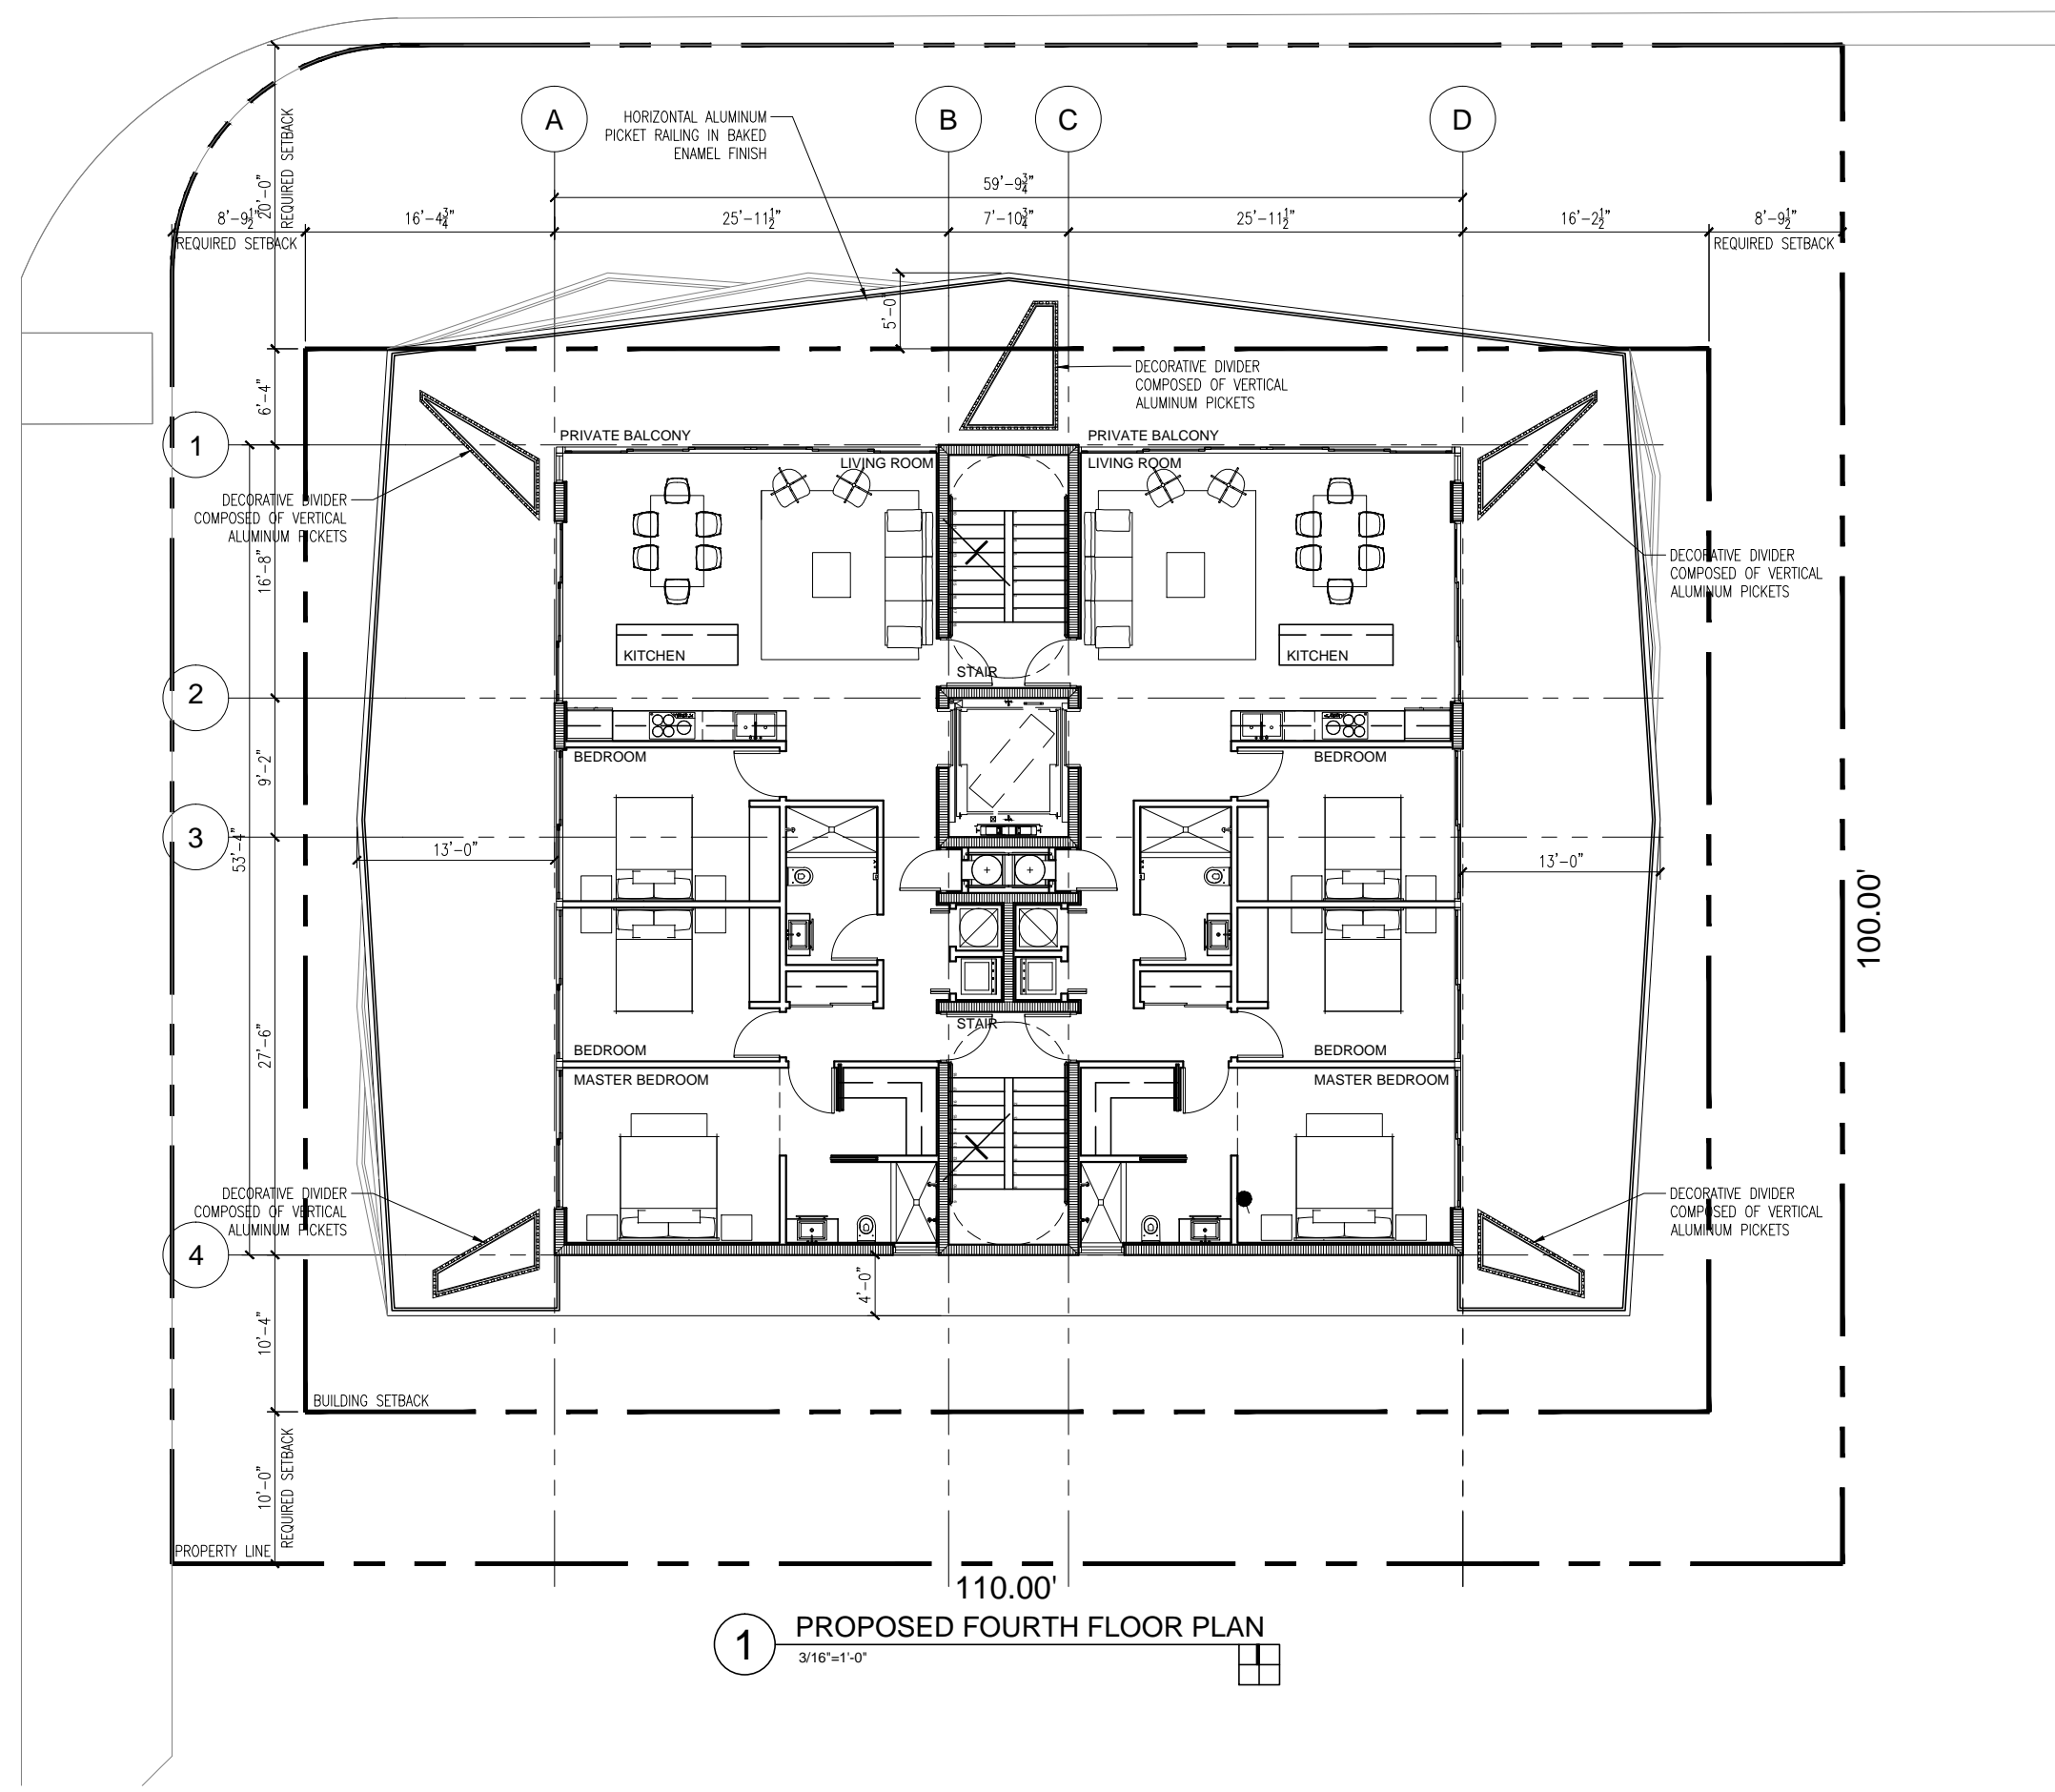 A
B
C
D
HORIZONTAL ALUMINUM
PICKET RAILING IN BAKED
ENAMEL FINISH
REQUIRED SETBACK
20'-0"
59'-9¾"
8'-9½"
16'-4¾"
25'-11½"
7'-10¾"
25'-11½"
16'-2½"
8'-9½"
REQUIRED SETBACK
REQUIRED SETBACK
5'-0"
6'-4"
DECORATIVE DIVIDER
COMPOSED OF VERTICAL
ALUMINUM PICKETS
1
PRIVATE BALCONY
PRIVATE BALCONY
LIVING ROOM
LIVING ROOM
DECORATIVE DIVIDER
COMPOSED OF VERTICAL
ALUMINUM PICKETS
DECORATIVE DIVIDER
COMPOSED OF VERTICAL
ALUMINUM PICKETS
16'-8"
KITCHEN
KITCHEN
STAIR
2
9'-2"
BEDROOM
BEDROOM
3
53'-4"
13'-0"
13'-0"
100.00'
27'-6"
STAIR
BEDROOM
BEDROOM
MASTER BEDROOM
MASTER BEDROOM
DECORATIVE DIVIDER
COMPOSED OF VERTICAL
ALUMINUM PICKETS
DECORATIVE DIVIDER
COMPOSED OF VERTICAL
ALUMINUM PICKETS
4
4'-0"
10'-4"
BUILDING SETBACK
10'-0"
REQUIRED SETBACK
PROPERTY LINE
110.00'
1
PROPOSED FOURTH FLOOR PLAN
3/16"=1'-0"